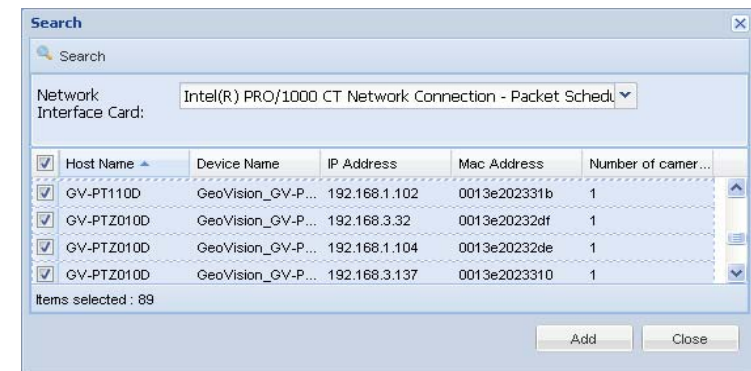 Search
Search
Network Interface Card:
Intel(R) PRO/1000 CT Network Connection - Packet Schedu
Host Name Device Name IP Address Mac Address Number of camer...
GV-PT110D GeoVision_GV-P... 192.168.1.102 0013e202331b 1
GV-PTZ010D GeoVision_GV-P... 192.168.3.32 0013e20232df 1
GV-PTZ010D GeoVision_GV-P... 192.168.1.104 0013e20232de 1
GV-PTZ010D GeoVision_GV-P... 192.168.3.137 0013e2023310 1
Items selected : 89
Add Close